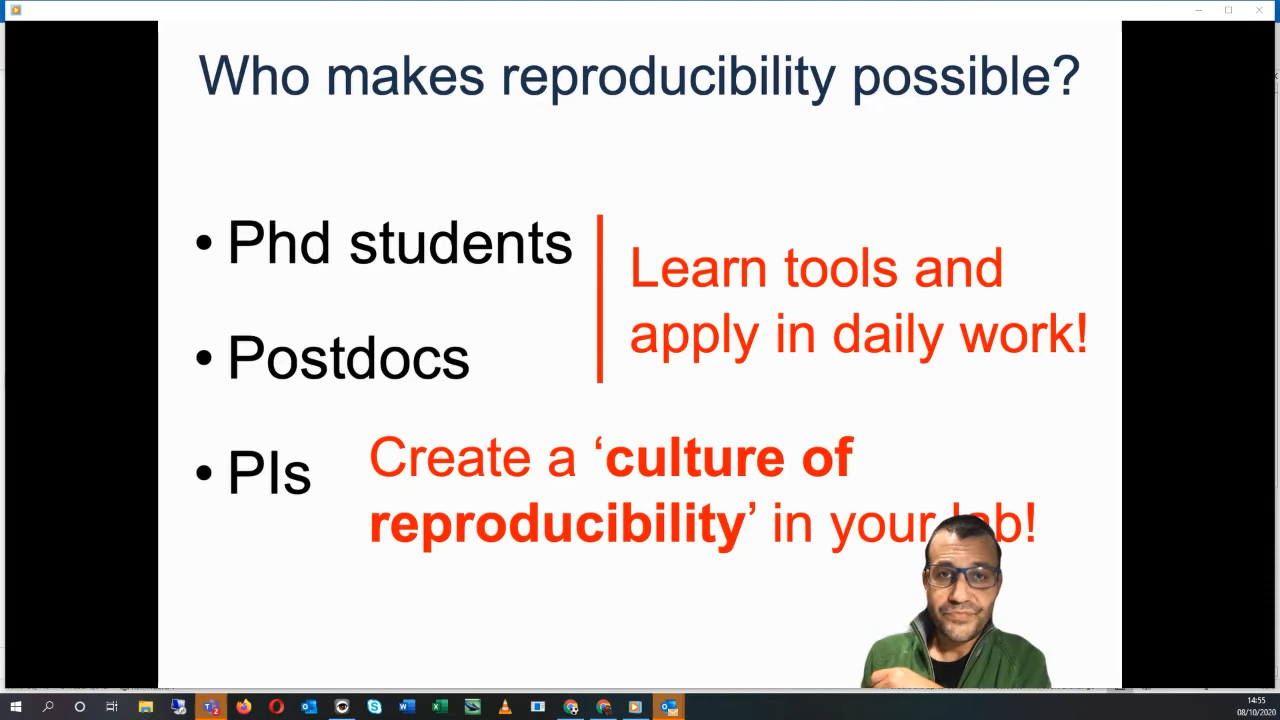 Who makes reproducibility possible?
• Phd students
Learn tools and
apply in daily work!
• Postdocs
• PIs
Create a ‘culture of
reproducibility’ in your lab!
14:55
08/10/2020